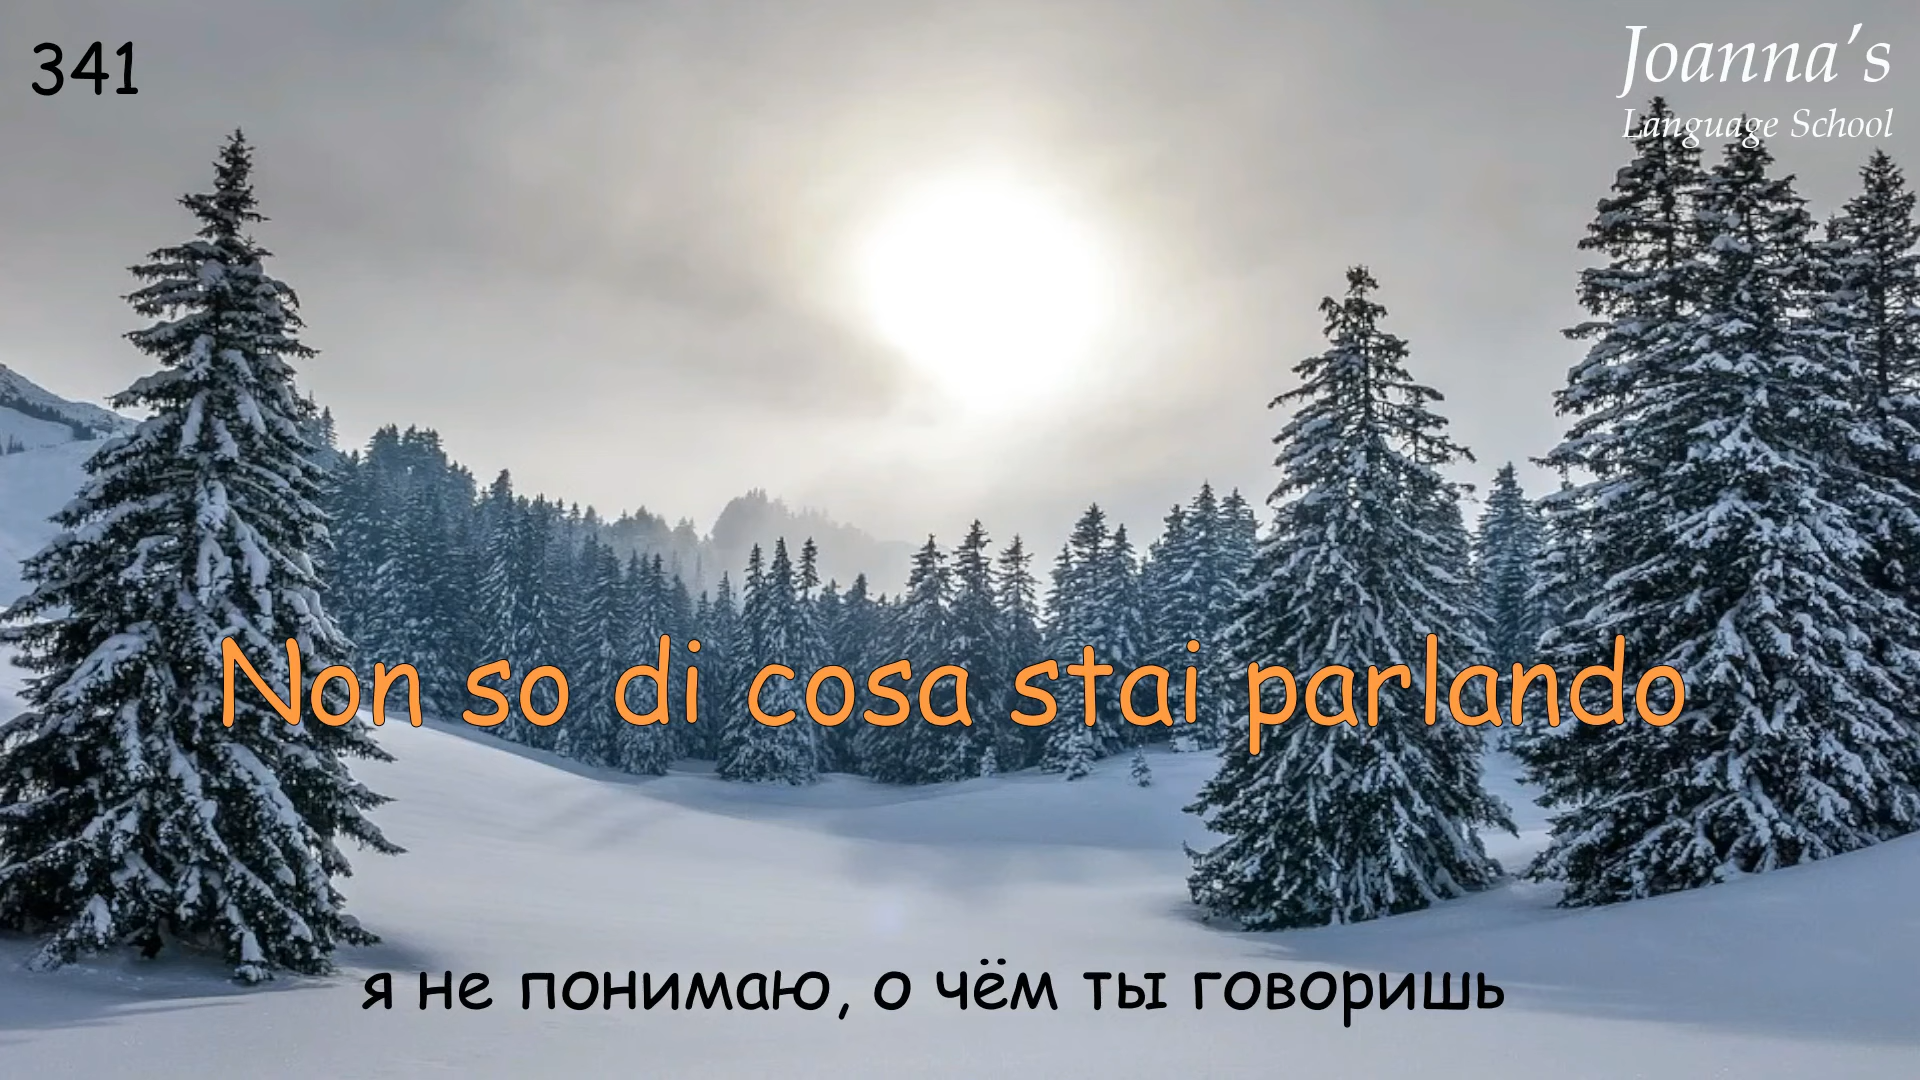 341
Joanna's
Language School
Non so di cosa stai parlando
я не понимаю, о чём ты говоришь